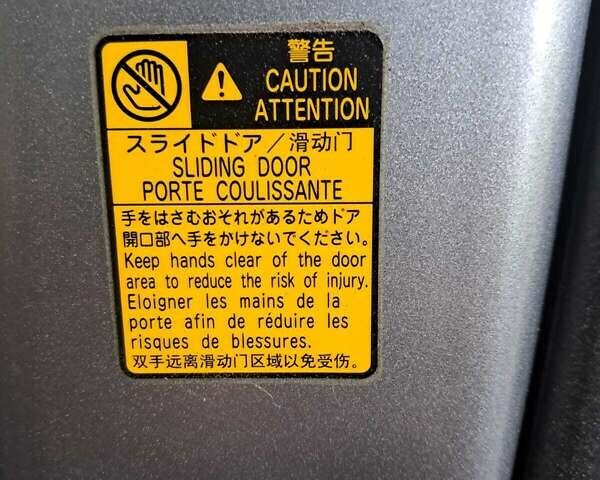 警告
CAUTION
ATTENTION
スライドドア／滑动门
SLIDING DOOR
PORTE COULISSANTE
手をはさむおそれがあるためドア
開口部へ手をかけないでください。
Keep hands clear of the door
area to reduce the risk of injury.
Eloigner les mains de la
porte afin de réduire les
risques de blessures.
双手远离滑动门区域以免受伤。